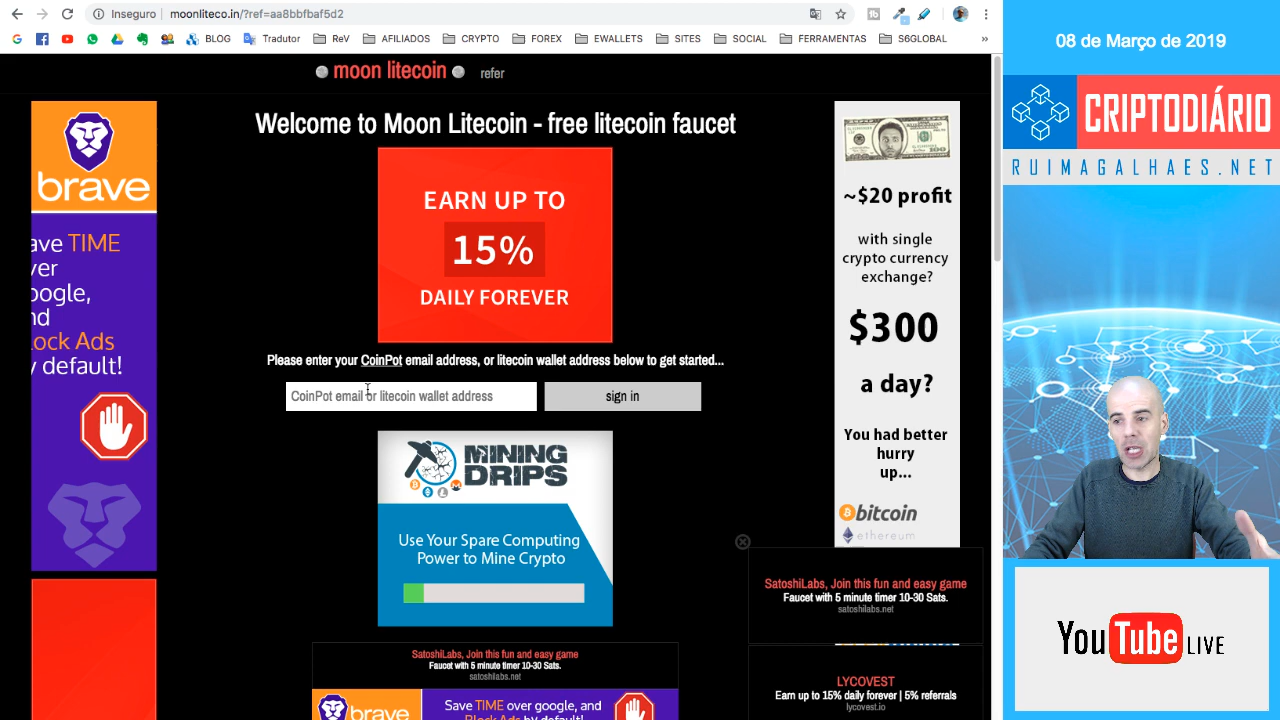 Inseguro
moonliteco.in/?ref=aa8bbfbaf5d2
BLOG
Tradutor
ReV
AFILIADOS
CRYPTO
FOREX
EWALLETS
SITES
SOCIAL
FERRAMENTAS
S6GLOBAL
»
moon litecoin
refer
Welcome to Moon Litecoin - free litecoin faucet
EARN UP TO
15%
DAILY FOREVER
Please enter your CoinPot email address, or litecoin wallet address below to get started...
CoinPot email or litecoin wallet address
sign in
MINING
DRIPS
Use Your Spare Computing
Power to Mine Crypto
SatoshiLabs, Join this fun and easy game
Faucet with 5 minute timer 10-30 Sats.
satoshilabs.net
brave
Save TIME over google, and
Block Ads by default!
brave
ave TIME
ver
oogle,
nd
lock Ads
y default!
~$20 profit
with single
crypto currency
exchange?
$300
a day?
You had better
hurry
up...
bitcoin
ethereum
SatoshiLabs, Join this fun and easy game
Faucet with 5 minute timer 10-30 Sats.
satoshilabs.net
LYCOVEST
Earn up to 15% daily forever | 5% referrals
lycovest.io
08 de Março de 2019
CRIPTODIÁRIO
RUIMAGALHAES.NET
YouTube LIVE